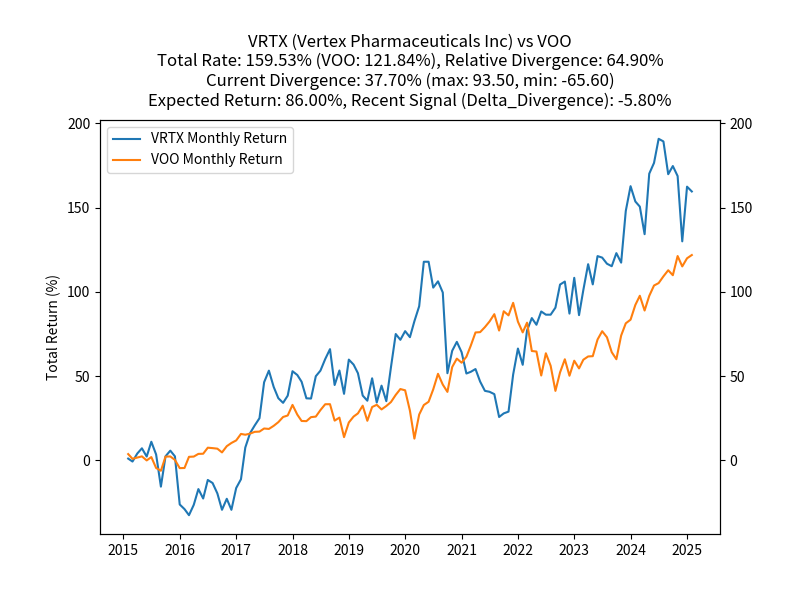 VRTX (Vertex Pharmaceuticals Inc) vs VOO
Total Rate: 159.53% (VOO: 121.84%), Relative Divergence: 64.90%
Current Divergence: 37.70% (max: 93.50, min: -65.60)
Expected Return: 86.00%, Recent Signal (Delta_Divergence): -5.80%
VRTX Monthly Return
VOO Monthly Return
Total Return (%)
200
150
100
50
0
200
150
100
50
0
2015 2016 2017 2018 2019 2020 2021 2022 2023 2024 2025